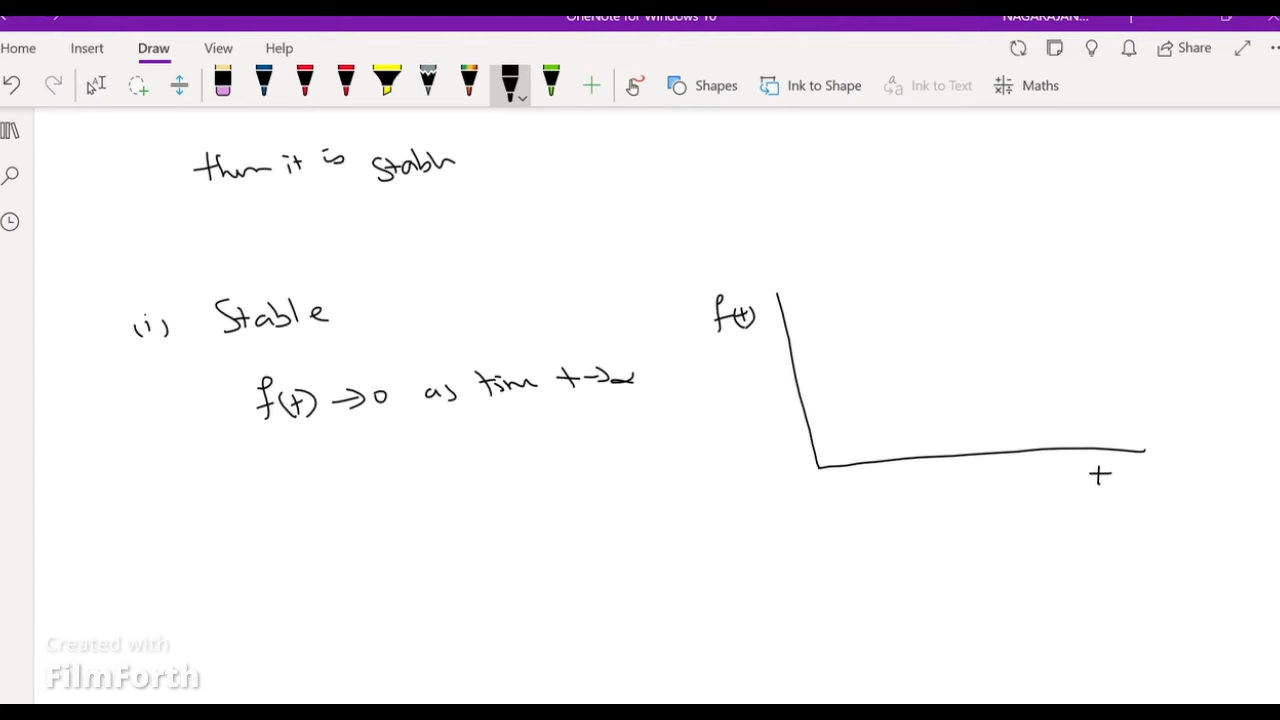 OneNote for Windows 10 NAGARAJAN...
Home Insert Draw View Help Share
Shapes Ink to Shape Ink to Text Maths
then it is stable
(i) Stable
f(t) → 0 as time t → ∞
f(t)
t
Created with
FilmForth